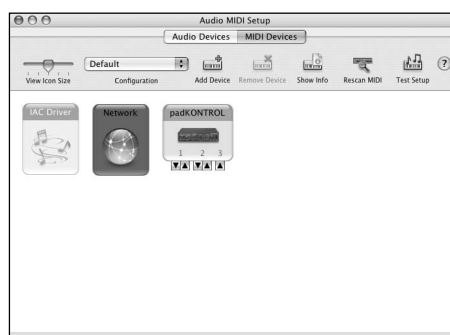 Audio MIDI Setup
Audio Devices MIDI Devices
Default
View Icon Size Configuration Add Device Remove Device Show Info Rescan MIDI Test Setup ?
IAC Driver Network padKONTROL
1 2 3